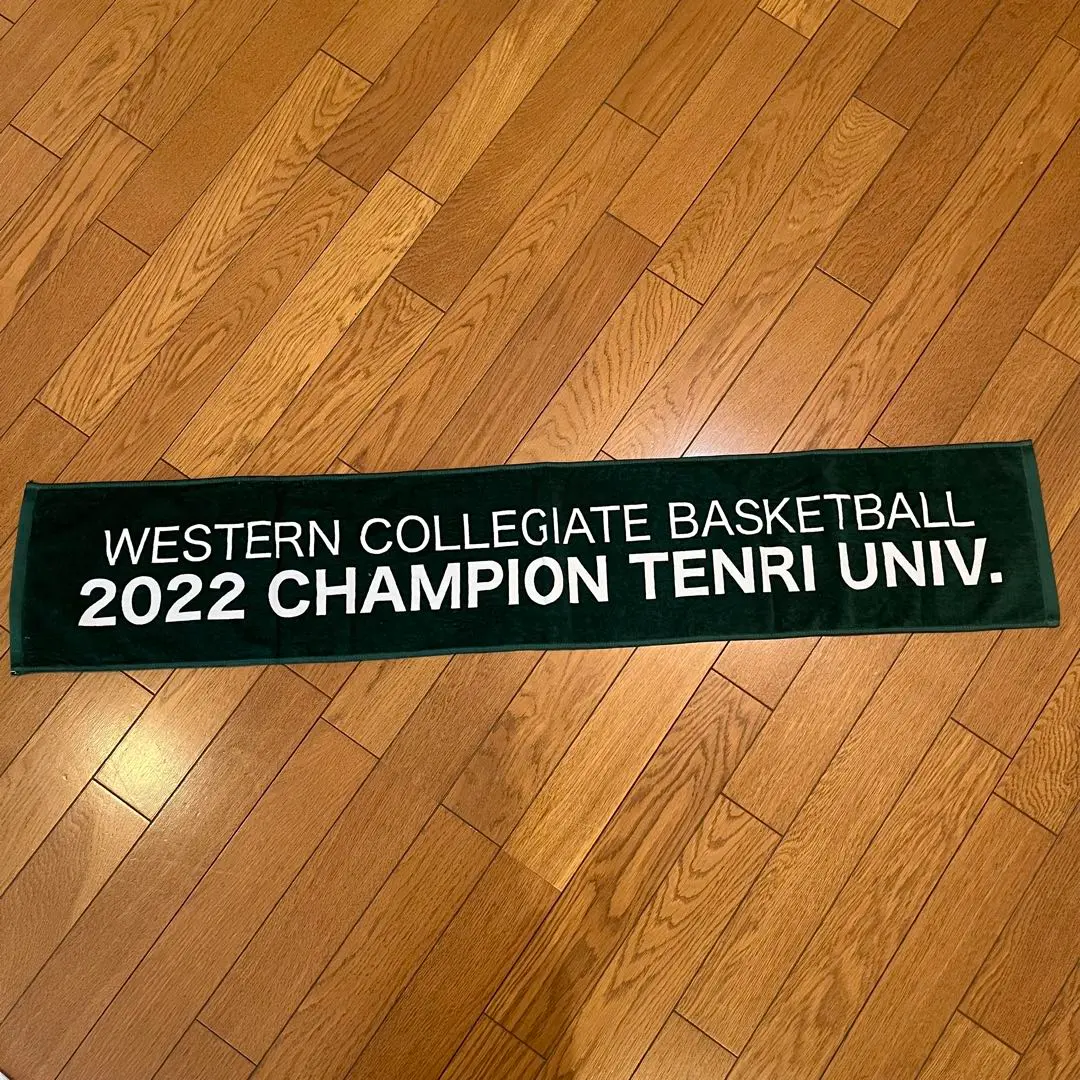 WESTERN COLLEGIATE BASKETBALL
2022 CHAMPION TENRI UNIV.